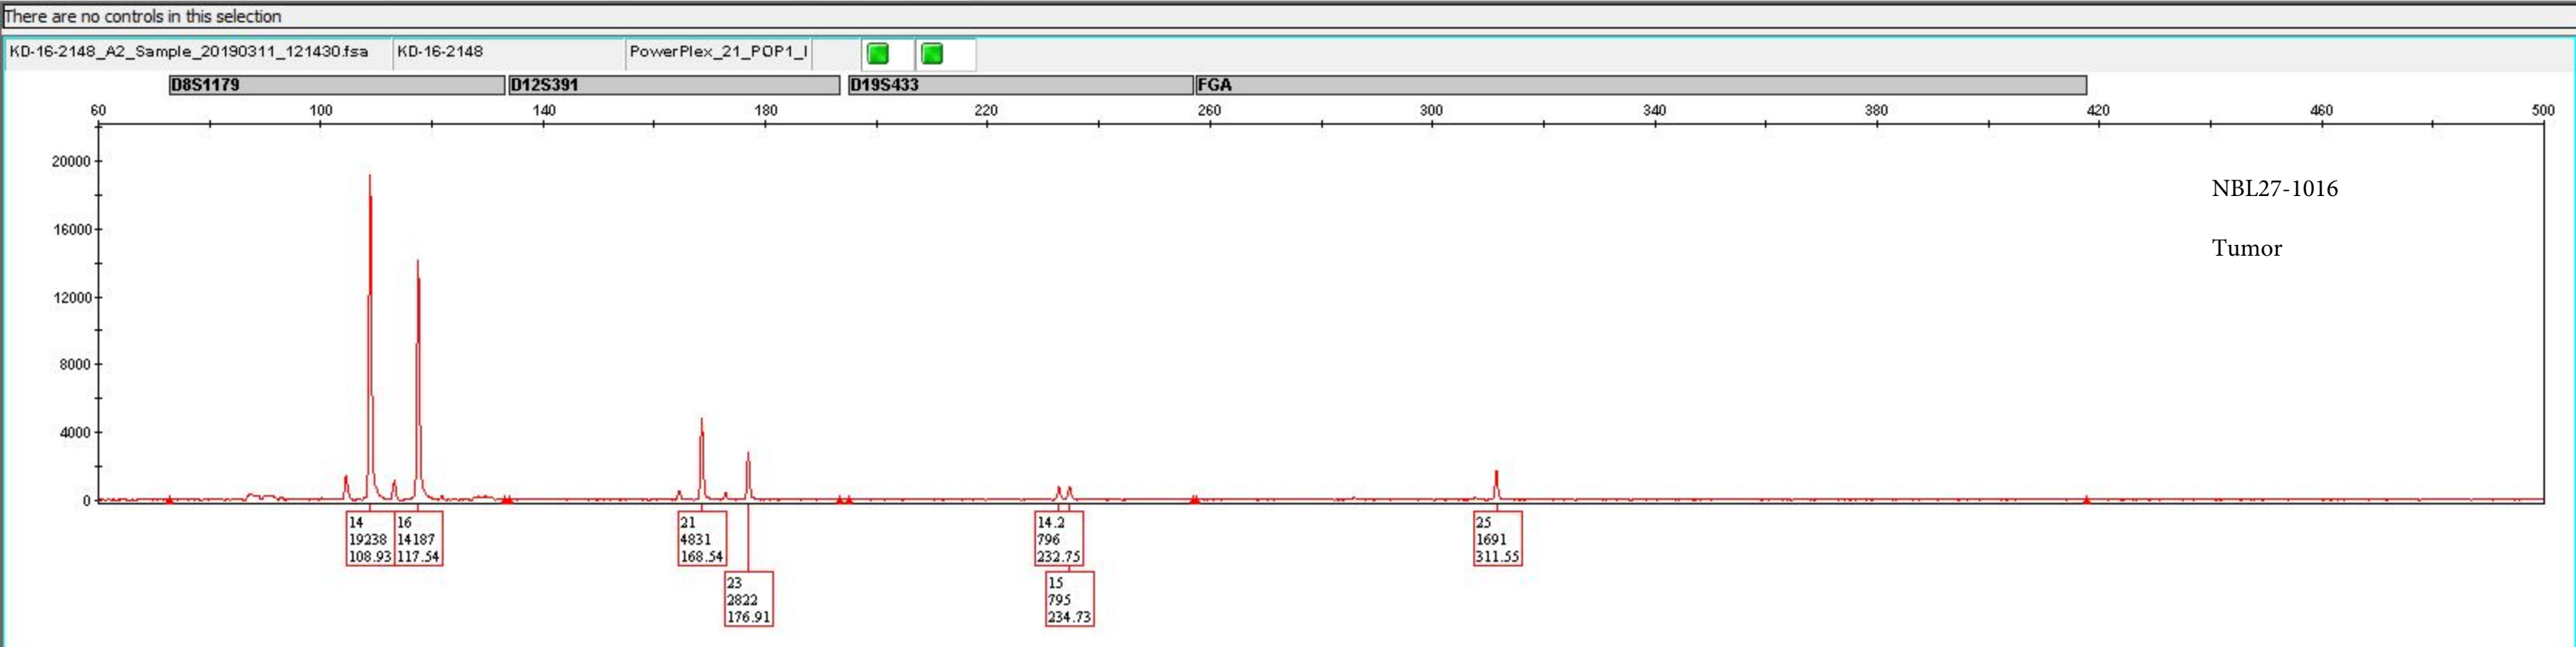 There are no controls in this selection
KD-16-2148_A2_Sample_20190311_121430.fsa KD-16-2148 PowerPlex_21_POP1_I
D8S1179 D12S391 D19S433 FGA
60 100 140 180 220 260 300 340 380 420 460 500
20000
16000
12000
8000
4000
0
NBL27-1016
Tumor
14 16 21 14.2 25
19238 14187 4831 796 1691
108.93 117.54 168.54 232.75 311.55
23 15
2822 795
176.91 234.73